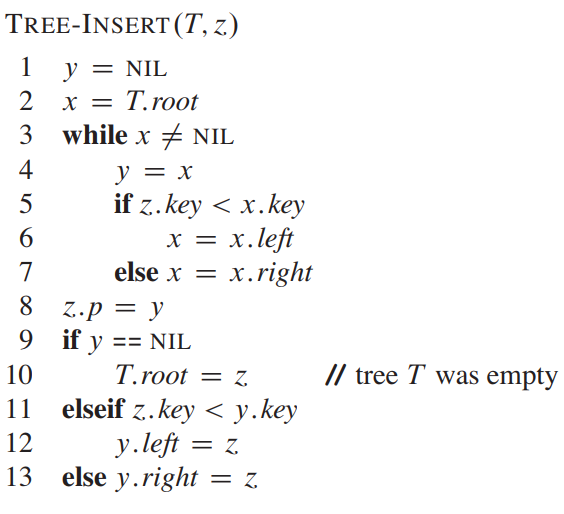 TREE-INSERT(T, z)
1 y = NIL
2 x = T.root
3 while x ≠ NIL
4 y = x
5 if z.key < x.key
6 x = x.left
7 else x = x.right
8 z.p = y
9 if y == NIL
10 T.root = z // tree T was empty
11 elseif z.key < y.key
12 y.left = z
13 else y.right = z